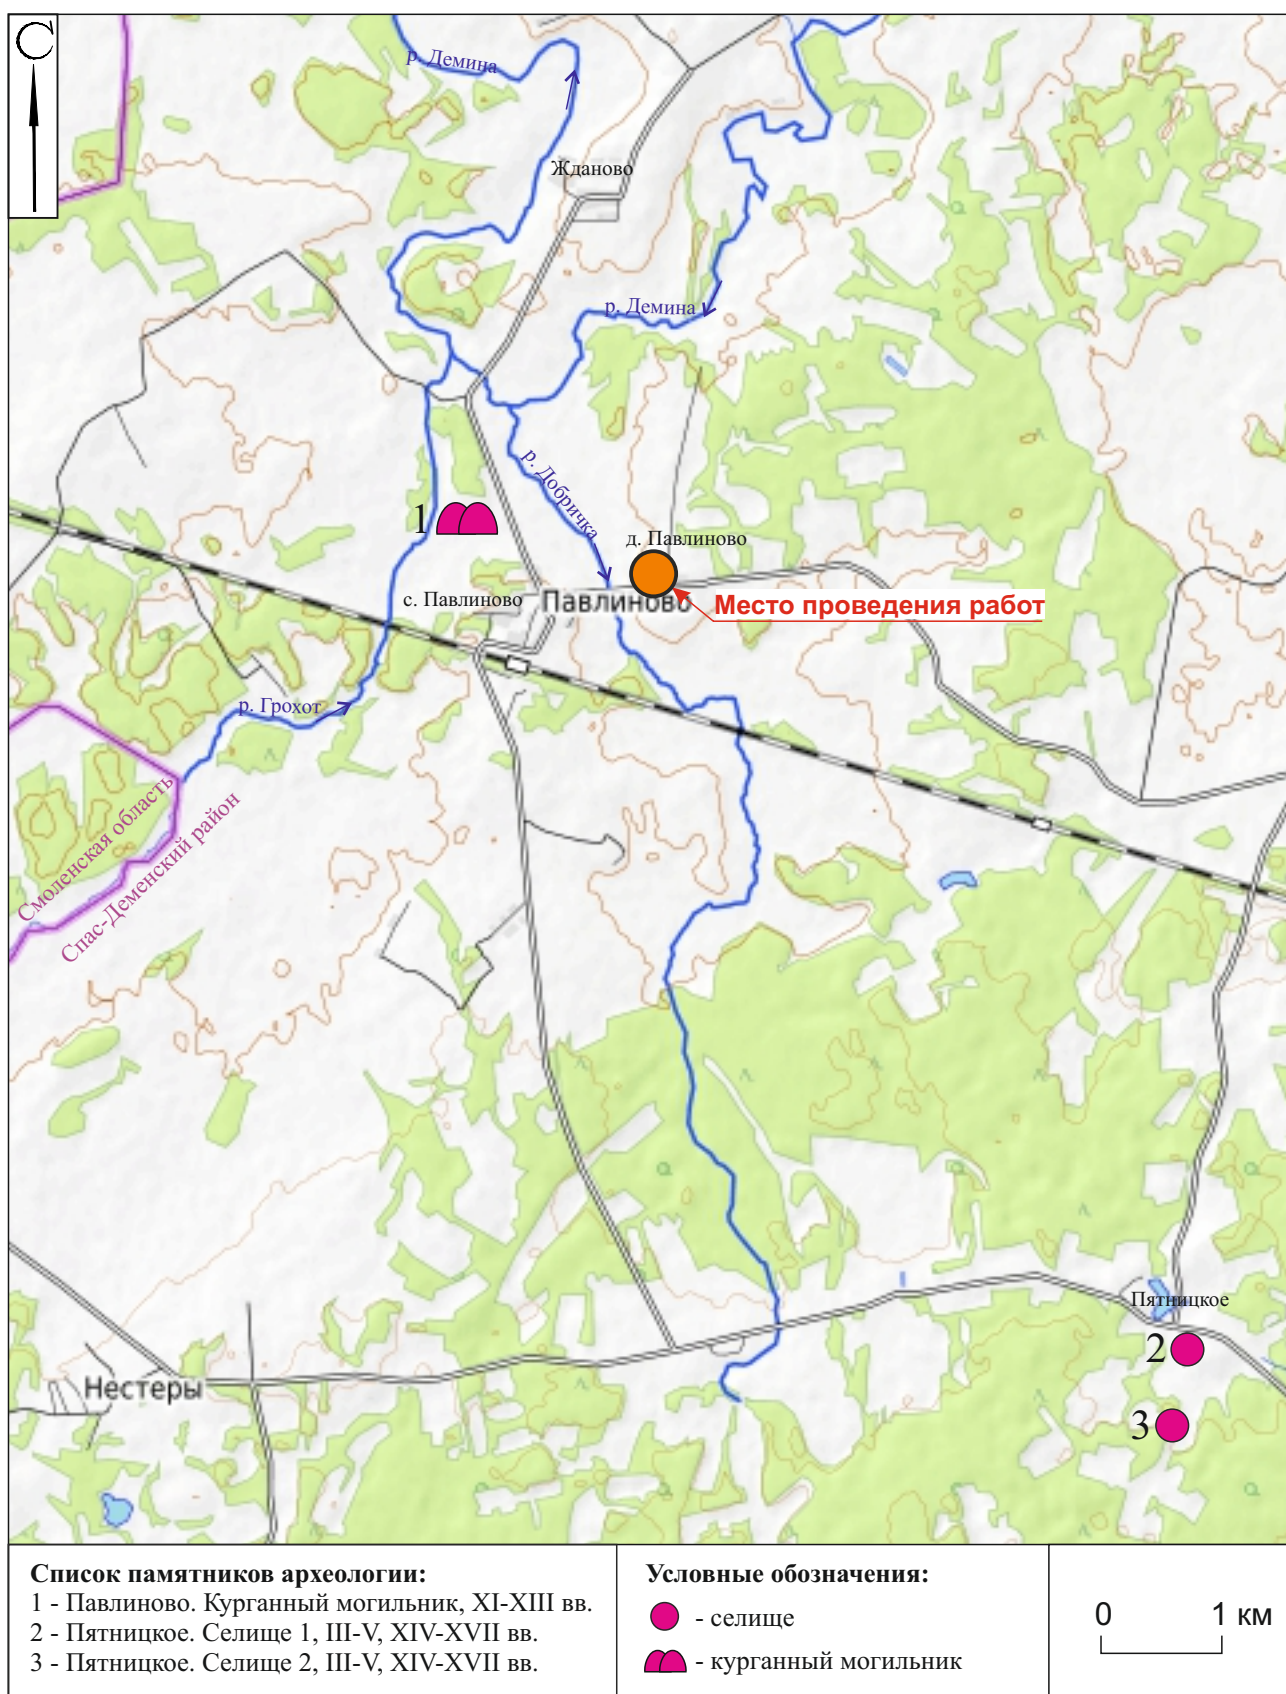 С
р. Демина
Жданово
р. Демина
р. Добричка
1
д. Павлиново
с. Павлиново
Павлиново
Место проведения работ
р. Грохот
Смоленская область
Спас-Деменский район
Пятницкое
2
Нестеры
3
Список памятников археологии:
1 - Павлиново. Курганный могильник, XI-XIII вв.
2 - Пятницкое. Селище 1, III-V, XIV-XVII вв.
3 - Пятницкое. Селище 2, III-V, XIV-XVII вв.
Условные обозначения:
- селище
- курганный могильник
0 1 км